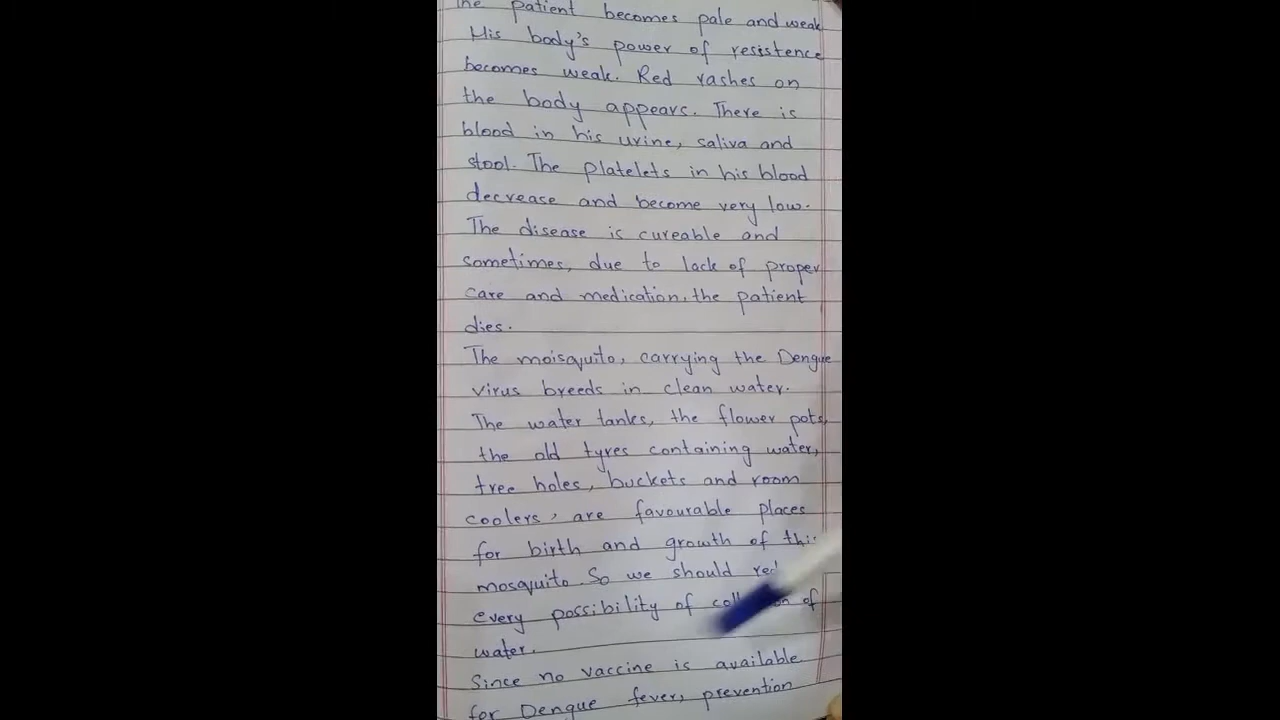 The patient becomes pale and weak
His body's power of resistence
becomes weak. Red rashes on
the body appears. There is
blood in his urine, saliva and
stool. The platelets in his blood
decrease and become very low.
The disease is cureable and
sometimes, due to lack of proper
care and medication, the patient
dies.
The moisquito, carrying the Dengue
virus breeds in clean water.
The water tanks, the flower pots,
the old tyres containing water,
tree holes, buckets and room
coolers, are favourable places
for birth and growth of this
mosquito. So we should
every possibility of of
water.
Since no vaccine is available
for Dengue fever, prevention